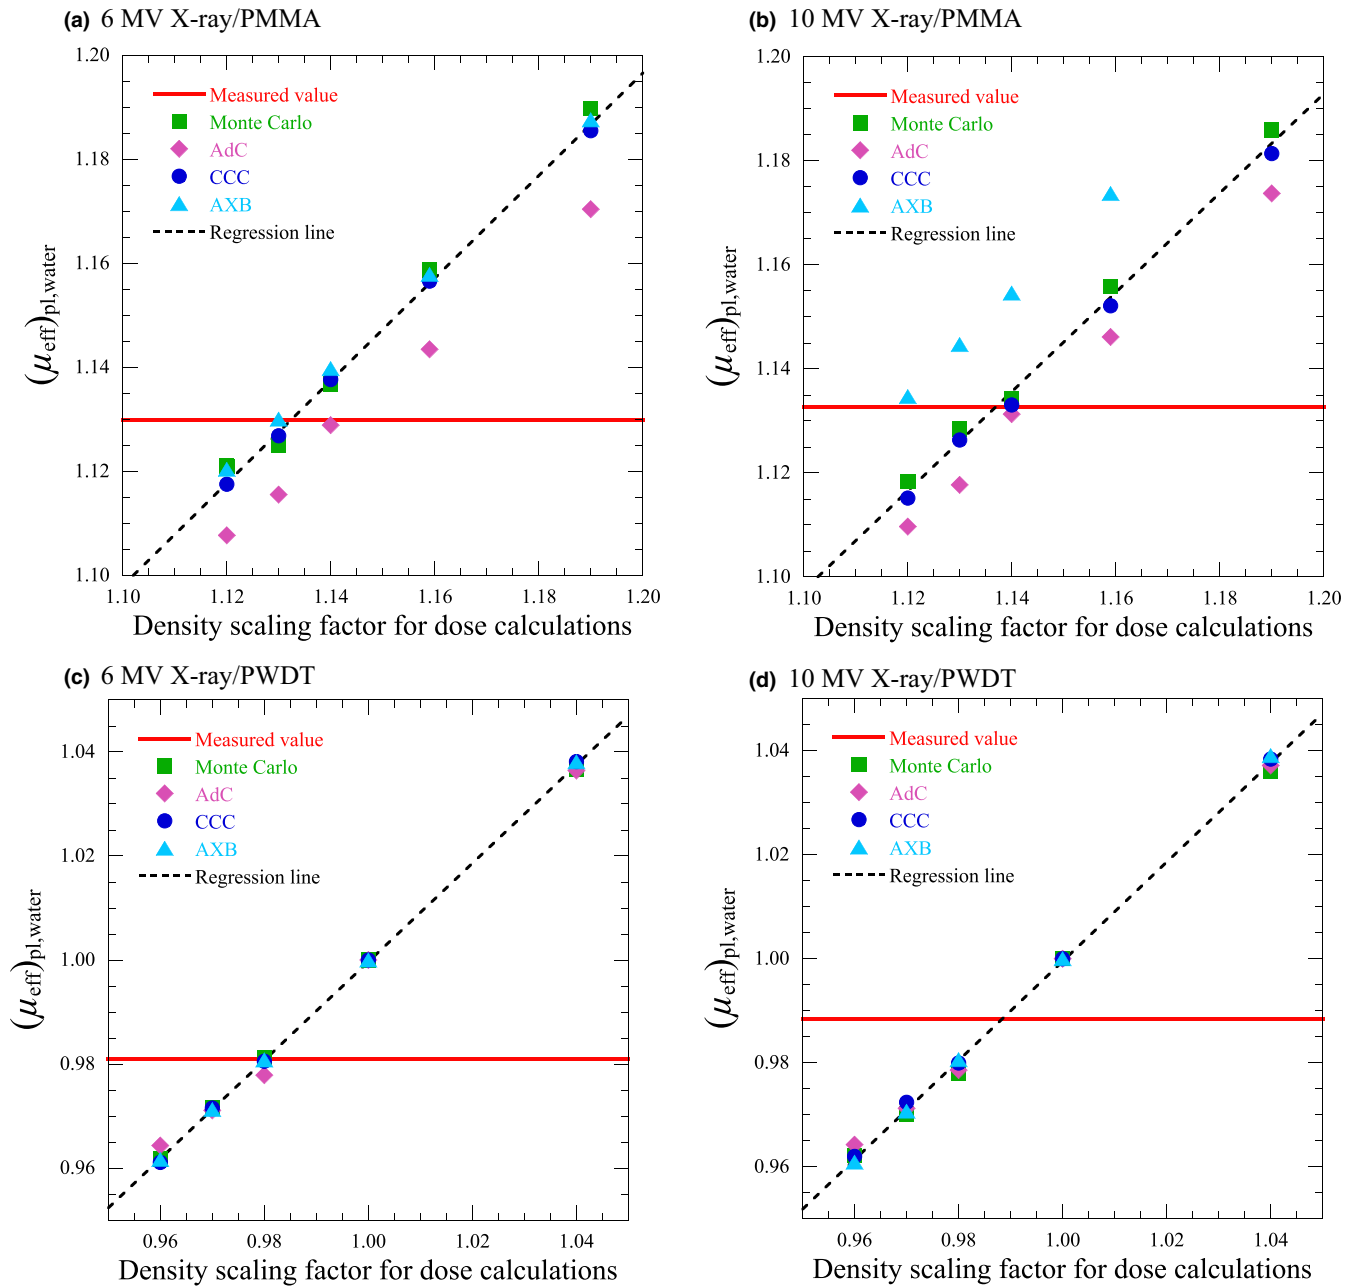 (a) 6 MV X-ray/PMMA
1.20
1.18
1.16
1.14
1.12
1.10
(μeff)pl,water
Measured value
Monte Carlo
AdC
CCC
AXB
Regression line
1.10 1.12 1.14 1.16 1.18 1.20
Density scaling factor for dose calculations
(b) 10 MV X-ray/PMMA
1.20
1.18
1.16
1.14
1.12
1.10
(μeff)pl,water
Measured value
Monte Carlo
AdC
CCC
AXB
Regression line
1.10 1.12 1.14 1.16 1.18 1.20
Density scaling factor for dose calculations
(c) 6 MV X-ray/PWDT
1.04
1.02
1.00
0.98
0.96
(μeff)pl,water
Measured value
Monte Carlo
AdC
CCC
AXB
Regression line
0.96 0.98 1.00 1.02 1.04
Density scaling factor for dose calculations
(d) 10 MV X-ray/PWDT
1.04
1.02
1.00
0.98
0.96
(μeff)pl,water
Measured value
Monte Carlo
AdC
CCC
AXB
Regression line
0.96 0.98 1.00 1.02 1.04
Density scaling factor for dose calculations